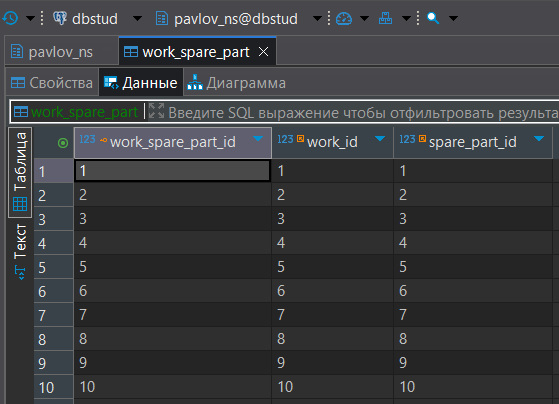 dbstud pavlov_ns@dbstud
pavlov_ns work_spare_part
Свойства Данные Диаграмма
work_spare_part Введите SQL выражение чтобы отфильтровать результа
Таблица
Текст
123 work_spare_part_id 123 work_id 123 spare_part_id
1 1 1 1
2 2 2 2
3 3 3 3
4 4 4 4
5 5 5 5
6 6 6 6
7 7 7 7
8 8 8 8
9 9 9 9
10 10 10 10